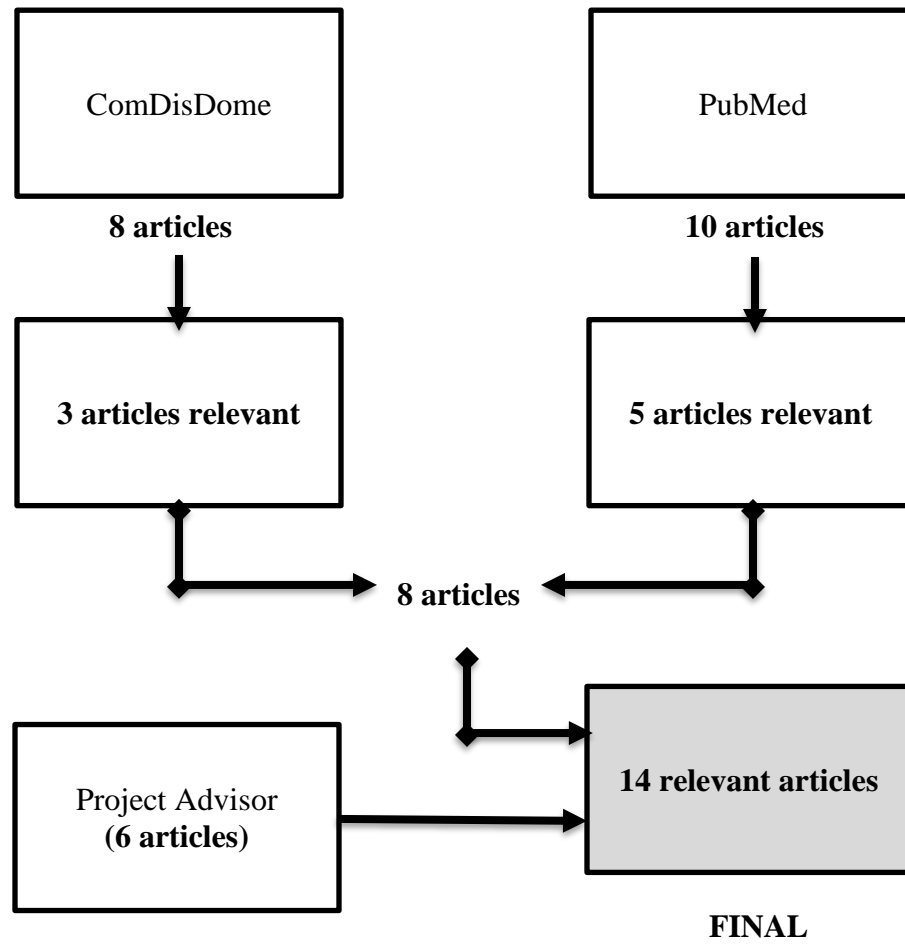 ComDisDome
PubMed
8 articles
10 articles
3 articles relevant
5 articles relevant
8 articles
Project Advisor
(6 articles)
14 relevant articles
FINAL